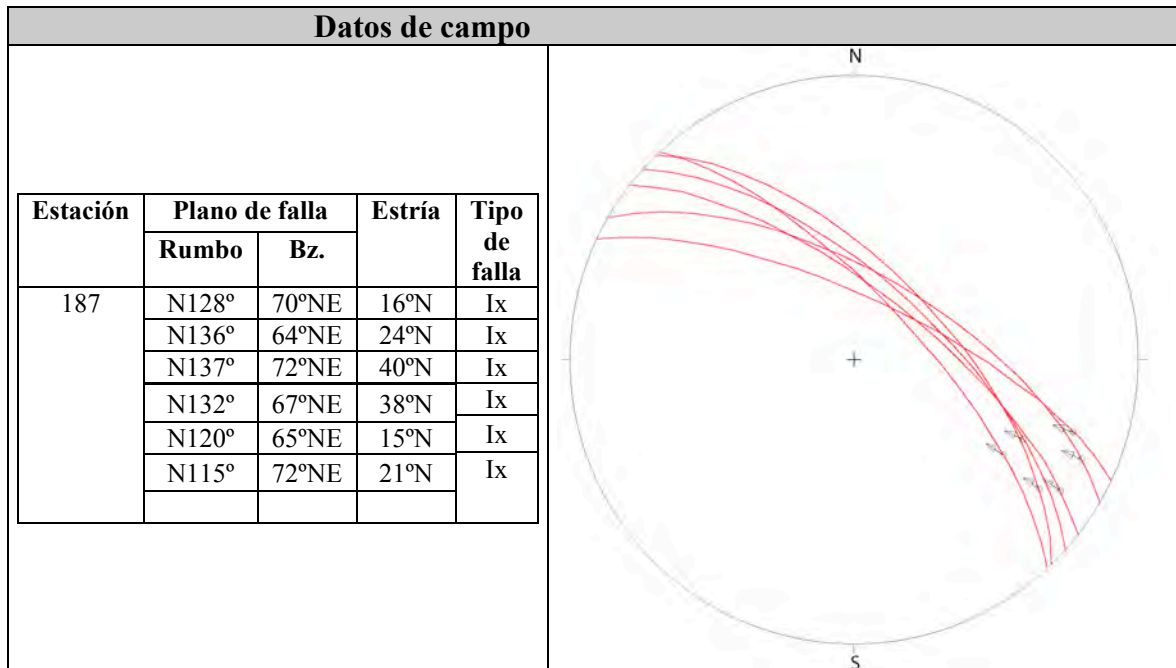 Datos de campo
Estación Plano de falla Estría Tipo de falla
Rumbo Bz.
187 N128º 70ºNE 16ºN Ix
N136º 64ºNE 24ºN Ix
N137º 72ºNE 40ºN Ix
N132º 67ºNE 38ºN Ix
N120º 65ºNE 15ºN Ix
N115º 72ºNE 21ºN Ix
N
S